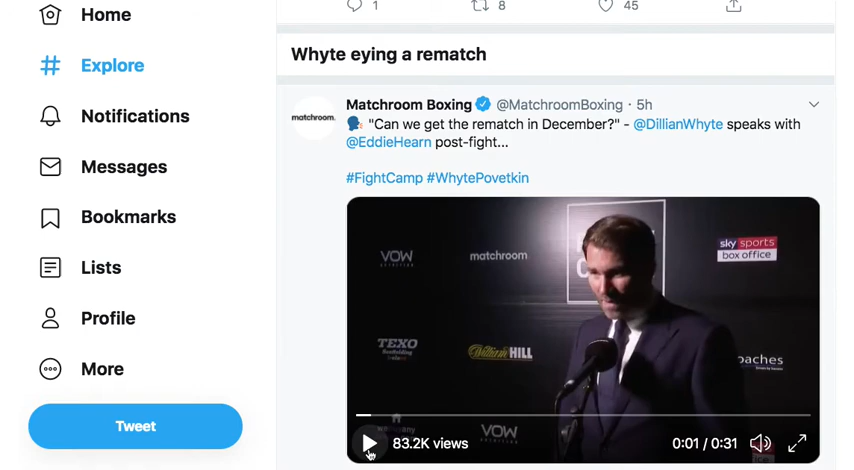 1 8 45
Home
Explore
Notifications
Messages
Bookmarks
Lists
Profile
More
Tweet
Whyte eying a rematch
matchroom.
Matchroom Boxing @MatchroomBoxing · 5h
"Can we get the rematch in December?" - @DillianWhyte speaks with
@EddieHearn post-fight...
#FightCamp #WhytePovetkin
VOW
matchroom
C
sky sports
box office
TEXO
Scaffolding
William HILL
oaches
VOW
83.2K views
0:01 / 0:31